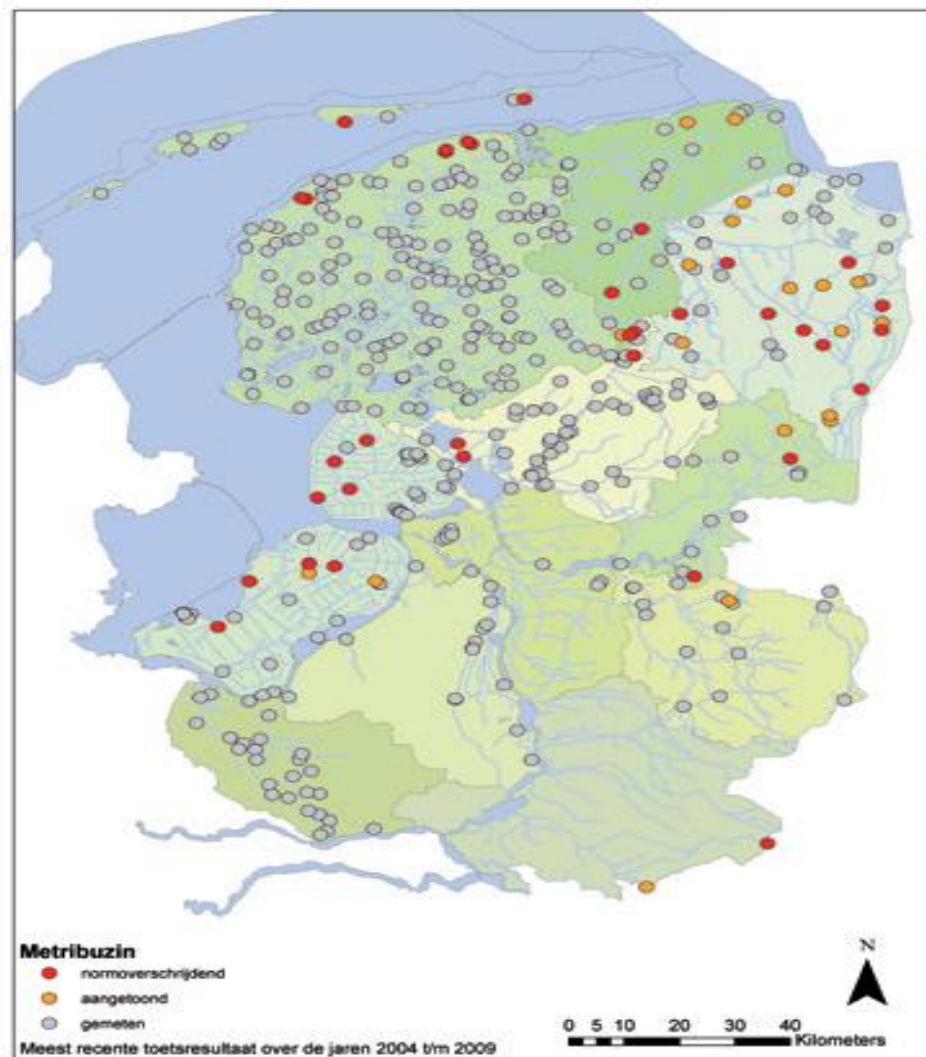 N
Metribuzin
normoverschrijdend
aangetoond
gemeten
Meest recente toetsresultaat over de jaren 2004 t/m 2009
0 5 10 20 30 40
Kilometers